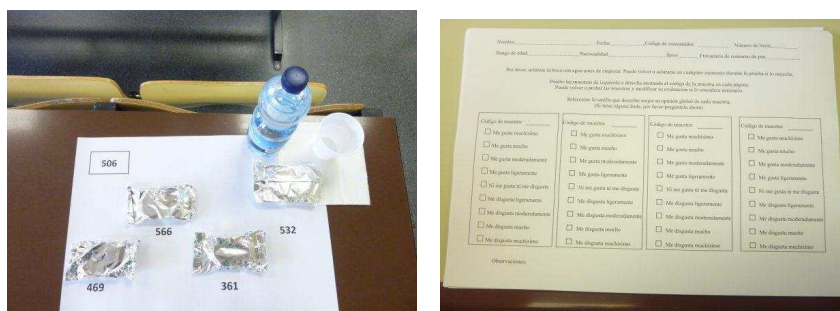 506
566
532
469
361
Nombre: Fecha: Código de consumidor: Número de Serie:
Rango de edad: Nacionalidad: Sexo: Frecuencia de consumo de pan:
Por favor, aclárese la boca con agua antes de empezar. Puede volver a aclararse en cualquier momento durante la prueba si lo necesita.
Pruebe las muestras de izquierda a derecha anotando el código de la muestra en cada página.
Puede volver a probar las muestras y modificar su evaluación si lo considera necesario.
Seleccione la casilla que describe mejor su opinión global de cada muestra.
(Si tiene alguna duda, por favor pregúntela ahora)
Código de muestra:
Me gusta muchísimo
Me gusta mucho
Me gusta moderadamente
Me gusta ligeramente
Ni me gusta ni me disgusta
Me disgusta ligeramente
Me disgusta moderadamente
Me disgusta mucho
Me disgusta muchísimo
Código de muestra:
Me gusta muchísimo
Me gusta mucho
Me gusta moderadamente
Me gusta ligeramente
Ni me gusta ni me disgusta
Me disgusta ligeramente
Me disgusta moderadamente
Me disgusta mucho
Me disgusta muchísimo
Código de muestra:
Me gusta muchísimo
Me gusta mucho
Me gusta moderadamente
Me gusta ligeramente
Ni me gusta ni me disgusta
Me disgusta ligeramente
Me disgusta moderadamente
Me disgusta mucho
Me disgusta muchísimo
Código de muestra:
Me gusta muchísimo
Me gusta mucho
Me gusta moderadamente
Me gusta ligeramente
Ni me gusta ni me disgusta
Me disgusta ligeramente
Me disgusta moderadamente
Me disgusta mucho
Me disgusta muchísimo
Observaciones: